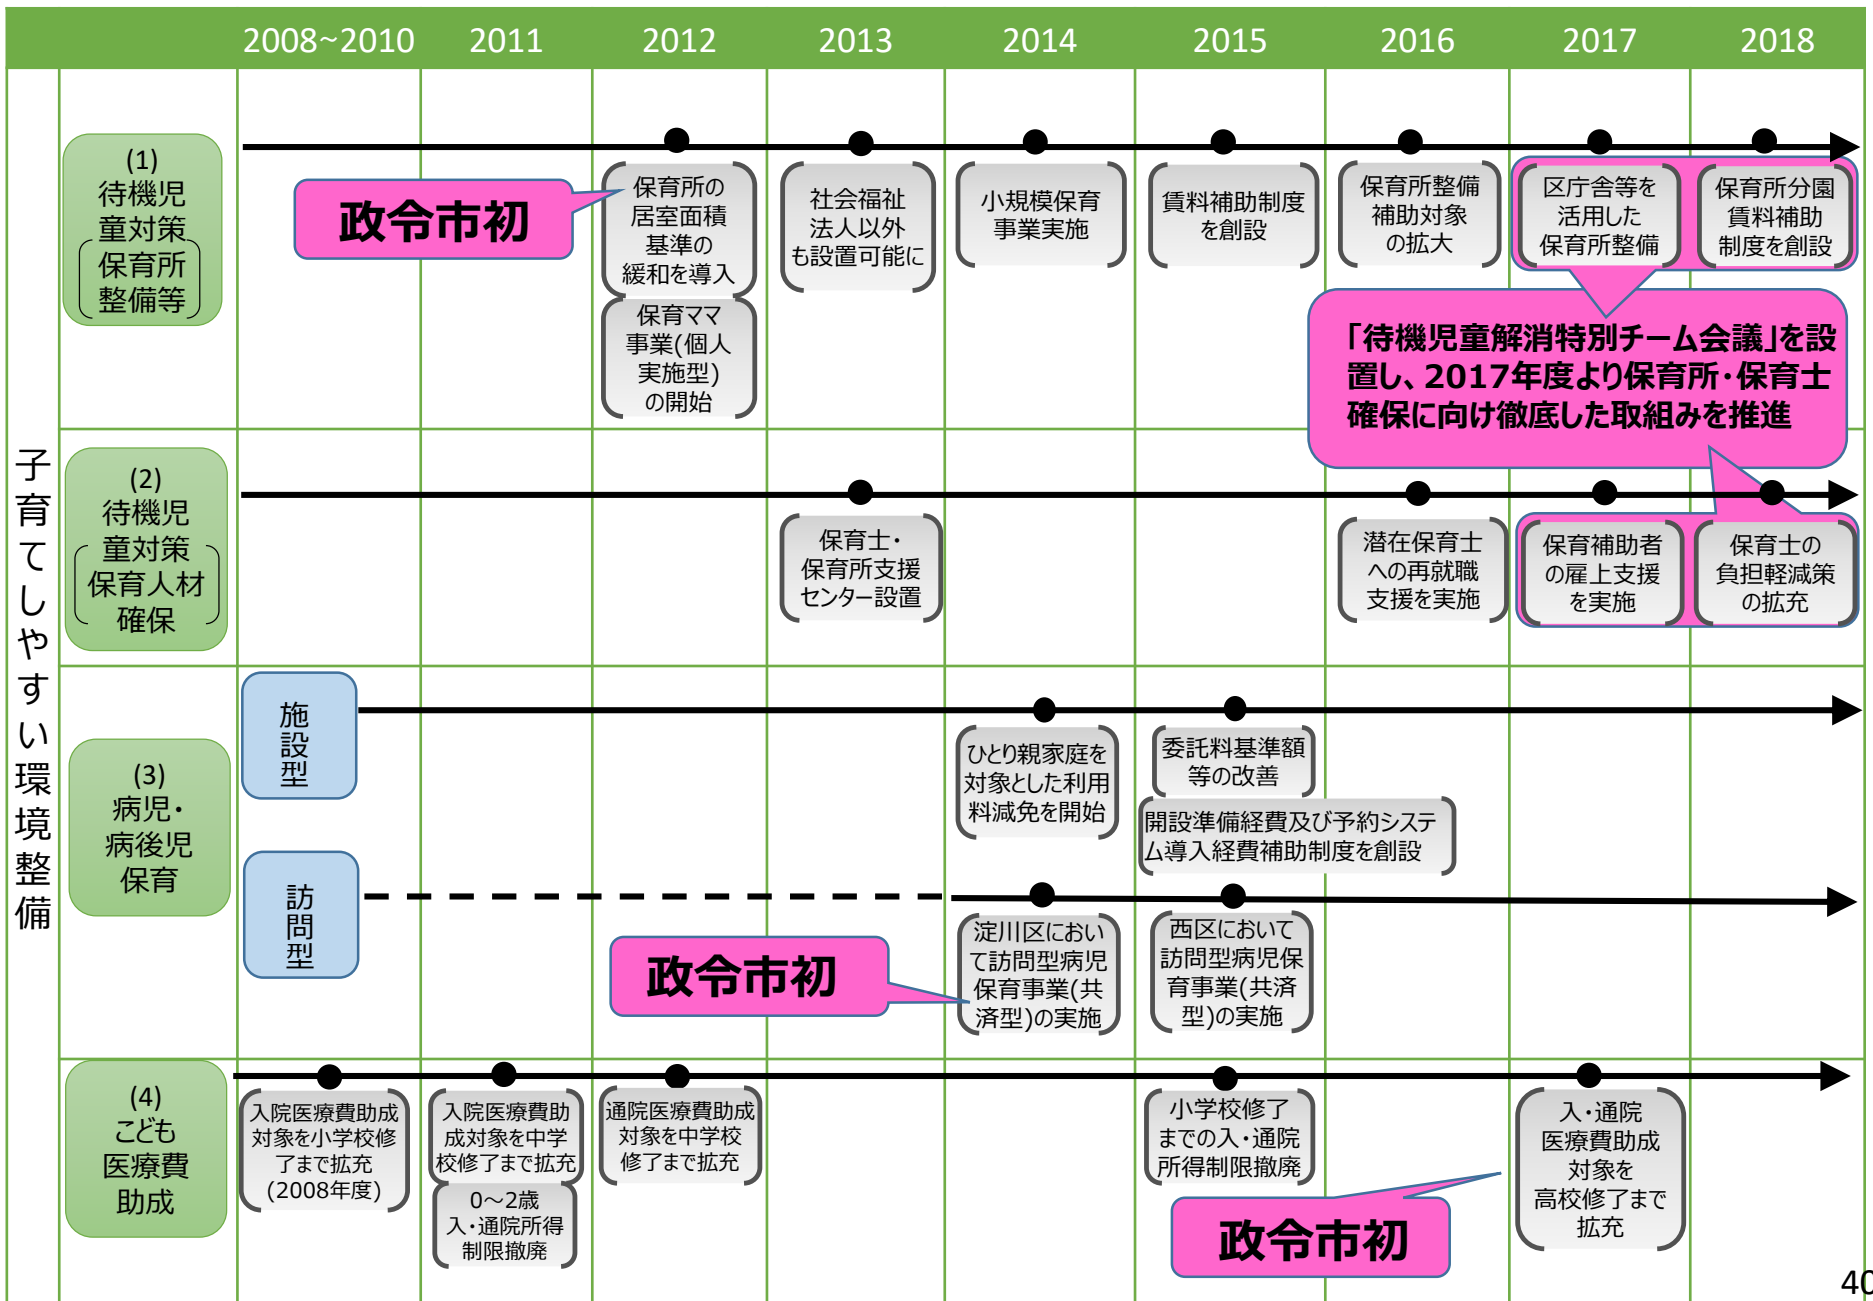 2008~2010 2011 2012 2013 2014 2015 2016 2017 2018
子育てしやすい環境整備
(1)
待機児
童対策
保育所
整備等
政令市初
保育所の
居室面積
基準の
緩和を導入
保育ママ
事業(個人
実施型)
の開始
社会福祉
法人以外
も設置可能に
小規模保育
事業実施
賃料補助制度
を創設
保育所整備
補助対象
の拡大
区庁舎等を
活用した
保育所整備
保育所分園
賃料補助
制度を創設
「待機児童解消特別チーム会議」を設
置し、2017年度より保育所・保育士
確保に向け徹底した取組みを推進
(2)
待機児
童対策
保育人材
確保
保育士・
保育所支援
センター設置
潜在保育士
への再就職
支援を実施
保育補助者
の雇上支援
を実施
保育士の
負担軽減策
の拡充
(3)
病児・
病後児
保育
施設型
ひとり親家庭を
対象とした利用
料減免を開始
委託料基準額
等の改善
開設準備経費及び予約システ
ム導入経費補助制度を創設
訪問型
政令市初
淀川区におい
て訪問型病児
保育事業(共
済型)の実施
西区において
訪問型病児保
育事業(共済
型)の実施
(4)
こども
医療費
助成
入院医療費助成
対象を小学校修
了まで拡充
(2008年度)
入院医療費助
成対象を中学
校修了まで拡充
0～2歳
入・通院所得
制限撤廃
通院医療費助成
対象を中学校
修了まで拡充
小学校修了
までの入・通院
所得制限撤廃
政令市初
入・通院
医療費助成
対象を
高校修了まで
拡充
40